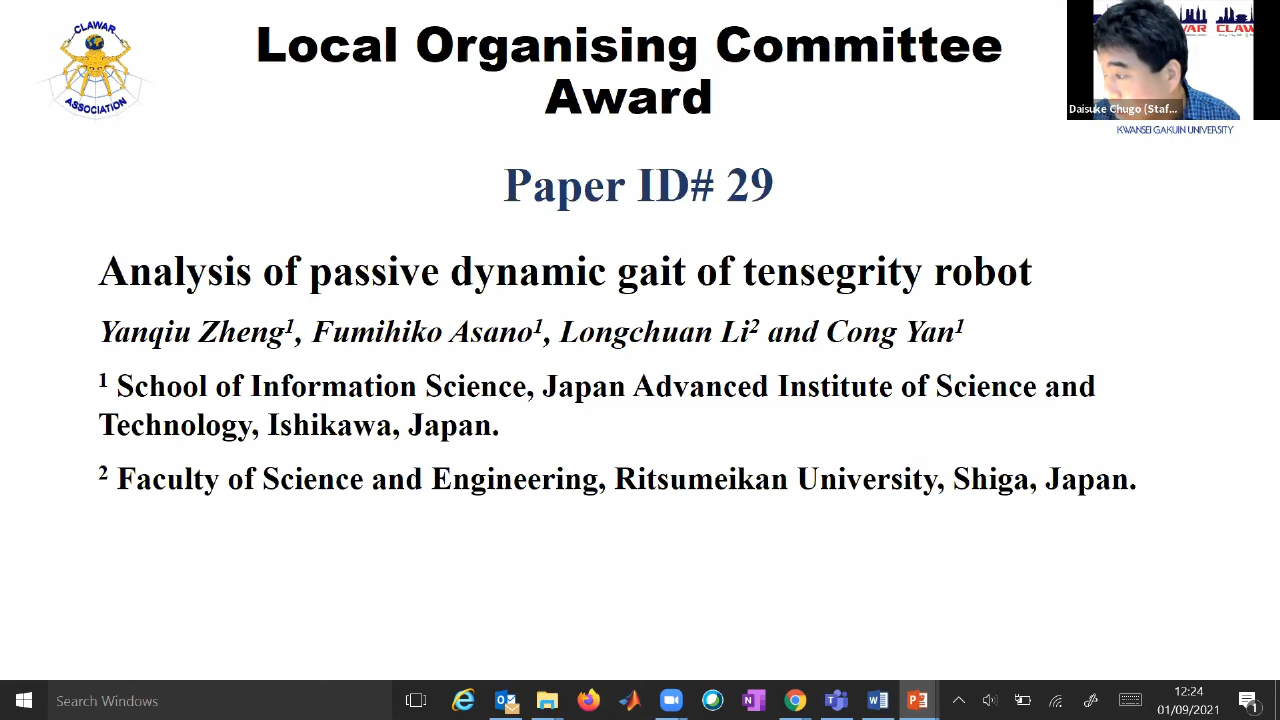 CLAWAR
ASSOCIATION
Local Organising Committee
Award
Daisuke Chugo (Staf...
KWANSEI GAKUIN UNIVERSITY
Paper ID# 29
Analysis of passive dynamic gait of tensegrity robot
Yanqiu Zheng¹, Fumihiko Asano¹, Longchuan Li² and Cong Yan¹
¹ School of Information Science, Japan Advanced Institute of Science and
Technology, Ishikawa, Japan.
² Faculty of Science and Engineering, Ritsumeikan University, Shiga, Japan.
Search Windows
12:24
01/09/2021